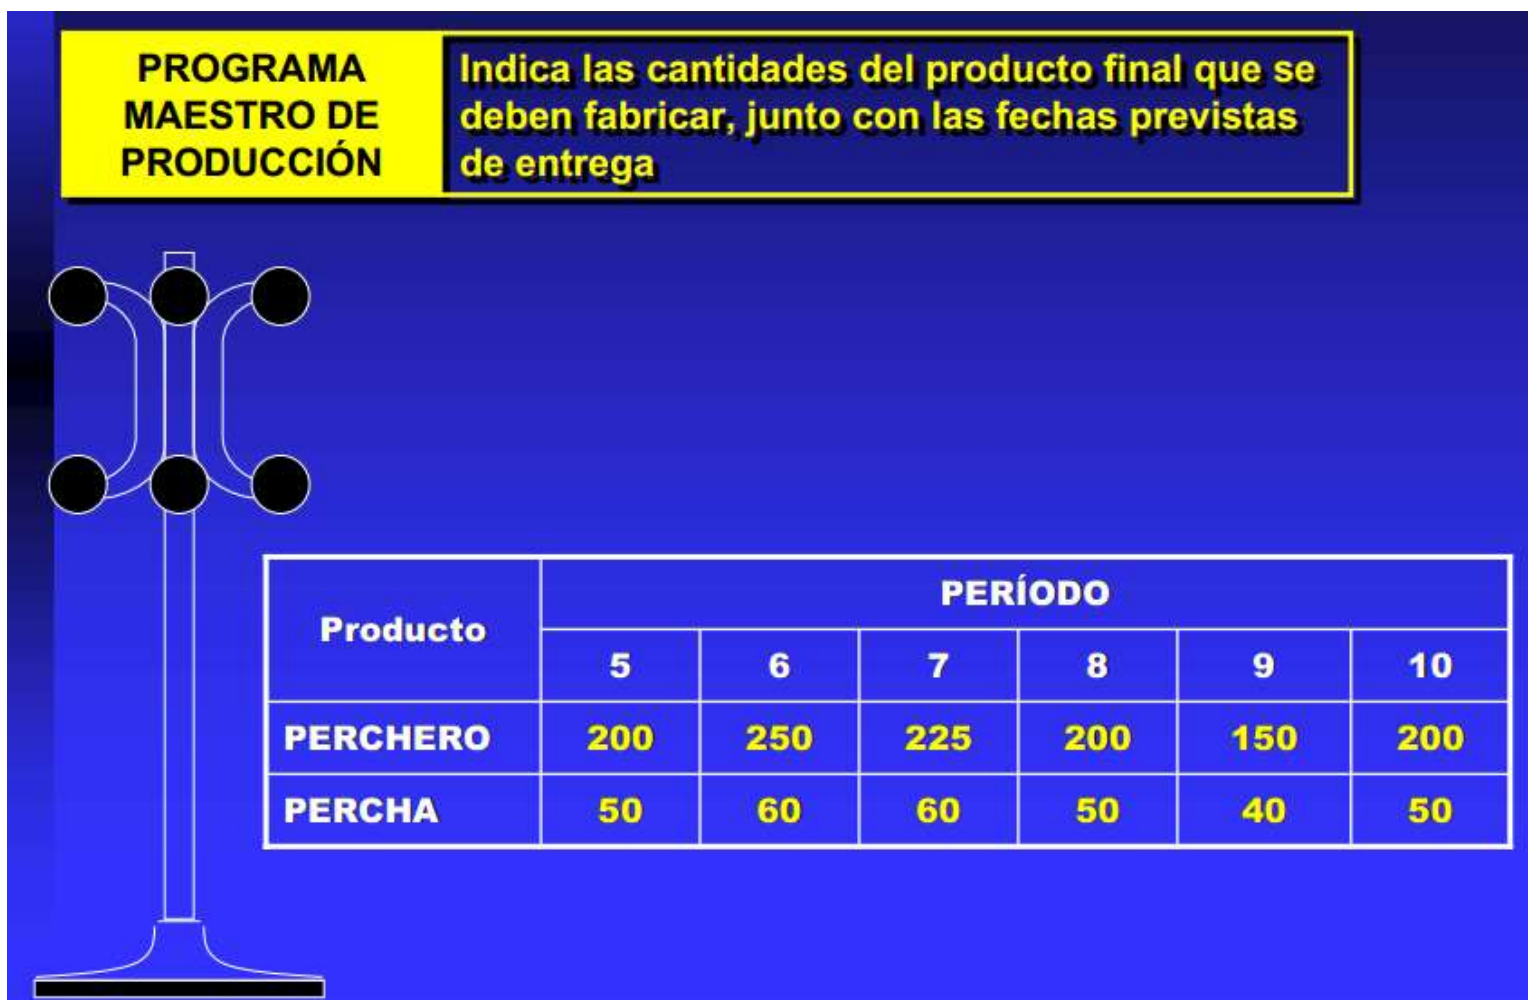 PROGRAMA
MAESTRO DE
PRODUCCIÓN
Indica las cantidades del producto final que se
deben fabricar, junto con las fechas previstas
de entrega
Producto
PERÍODO
5 6 7 8 9 10
PERCHERO 200 250 225 200 150 200
PERCHA 50 60 60 50 40 50